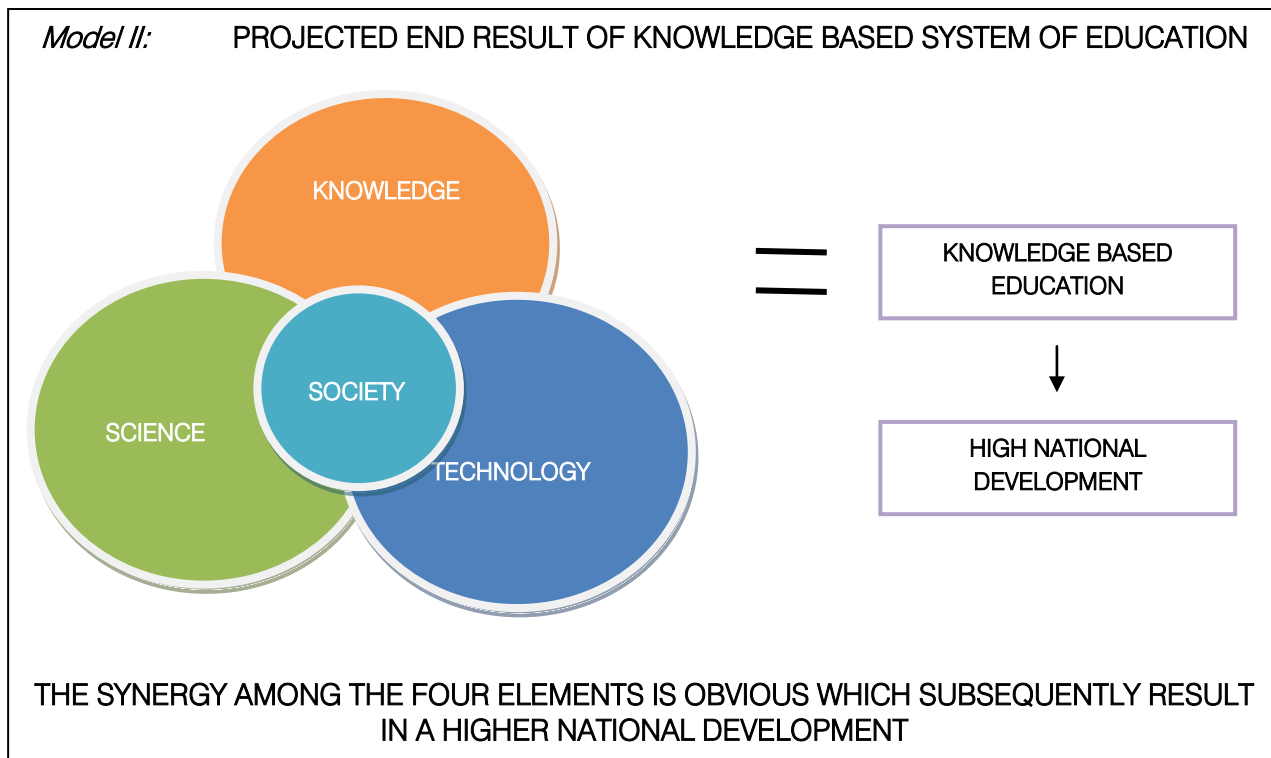 Model II: PROJECTED END RESULT OF KNOWLEDGE BASED SYSTEM OF EDUCATION
KNOWLEDGE
SCIENCE
SOCIETY
TECHNOLOGY
KNOWLEDGE BASED
EDUCATION
HIGH NATIONAL
DEVELOPMENT
THE SYNERGY AMONG THE FOUR ELEMENTS IS OBVIOUS WHICH SUBSEQUENTLY RESULT
IN A HIGHER NATIONAL DEVELOPMENT